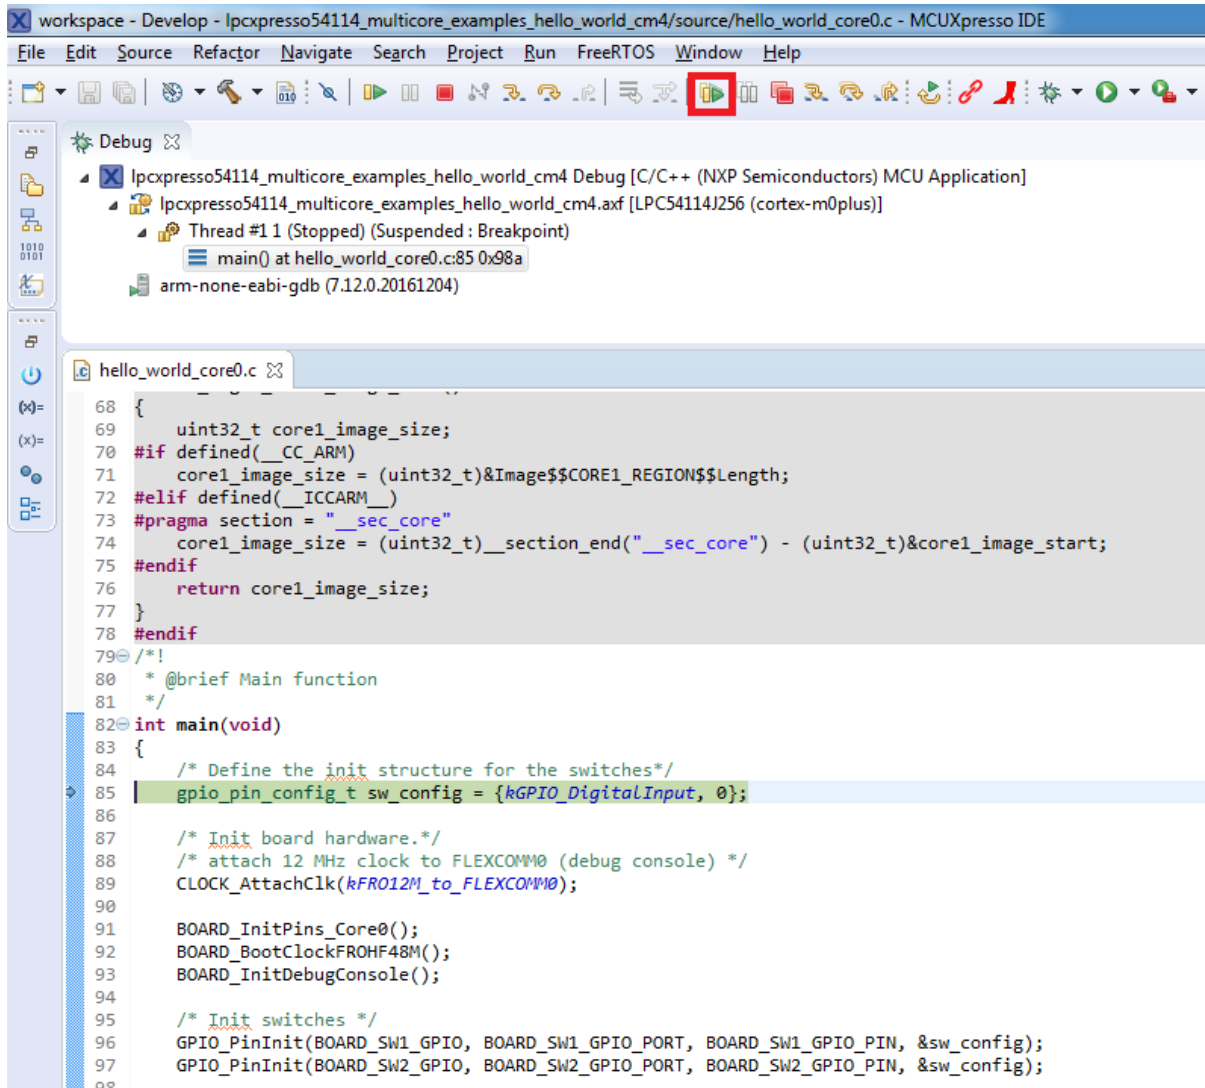 workspace - Develop - lpcxpresso54114_multicore_examples_hello_world_cm4/source/hello_world_core0.c - MCUXpresso IDE
File Edit Source Refactor Navigate Search Project Run FreeRTOS Window Help
Debug
lpcxpresso54114_multicore_examples_hello_world_cm4 Debug [C/C++ (NXP Semiconductors) MCU Application]
lpcxpresso54114_multicore_examples_hello_world_cm4.axf [LPC54114J256 (cortex-m0plus)]
Thread #1 1 (Stopped) (Suspended : Breakpoint)
main() at hello_world_core0.c:85 0x98a
arm-none-eabi-gdb (7.12.0.20161204)
hello_world_core0.c
68 {
69     uint32_t core1_image_size;
70 #if defined(__CC_ARM)
71     core1_image_size = (uint32_t)&Image$$CORE1_REGION$$Length;
72 #elif defined(__ICCARM__)
73 #pragma section = "__sec_core"
74     core1_image_size = (uint32_t)__section_end("__sec_core") - (uint32_t)&core1_image_start;
75 #endif
76     return core1_image_size;
77 }
78 #endif
79 /*!
80  * @brief Main function
81  */
82 int main(void)
83 {
84     /* Define the init structure for the switches*/
85     gpio_pin_config_t sw_config = {kGPIO_DigitalInput, 0};
86
87     /* Init board hardware.*/
88     /* attach 12 MHz clock to FLEXCOMM0 (debug console) */
89     CLOCK_AttachClk(kFRO12M_to_FLEXCOMM0);
90
91     BOARD_InitPins_Core0();
92     BOARD_BootClockFROHF48M();
93     BOARD_InitDebugConsole();
94
95     /* Init switches */
96     GPIO_PinInit(BOARD_SW1_GPIO, BOARD_SW1_GPIO_PORT, BOARD_SW1_GPIO_PIN, &sw_config);
97     GPIO_PinInit(BOARD_SW2_GPIO, BOARD_SW2_GPIO_PORT, BOARD_SW2_GPIO_PIN, &sw_config);